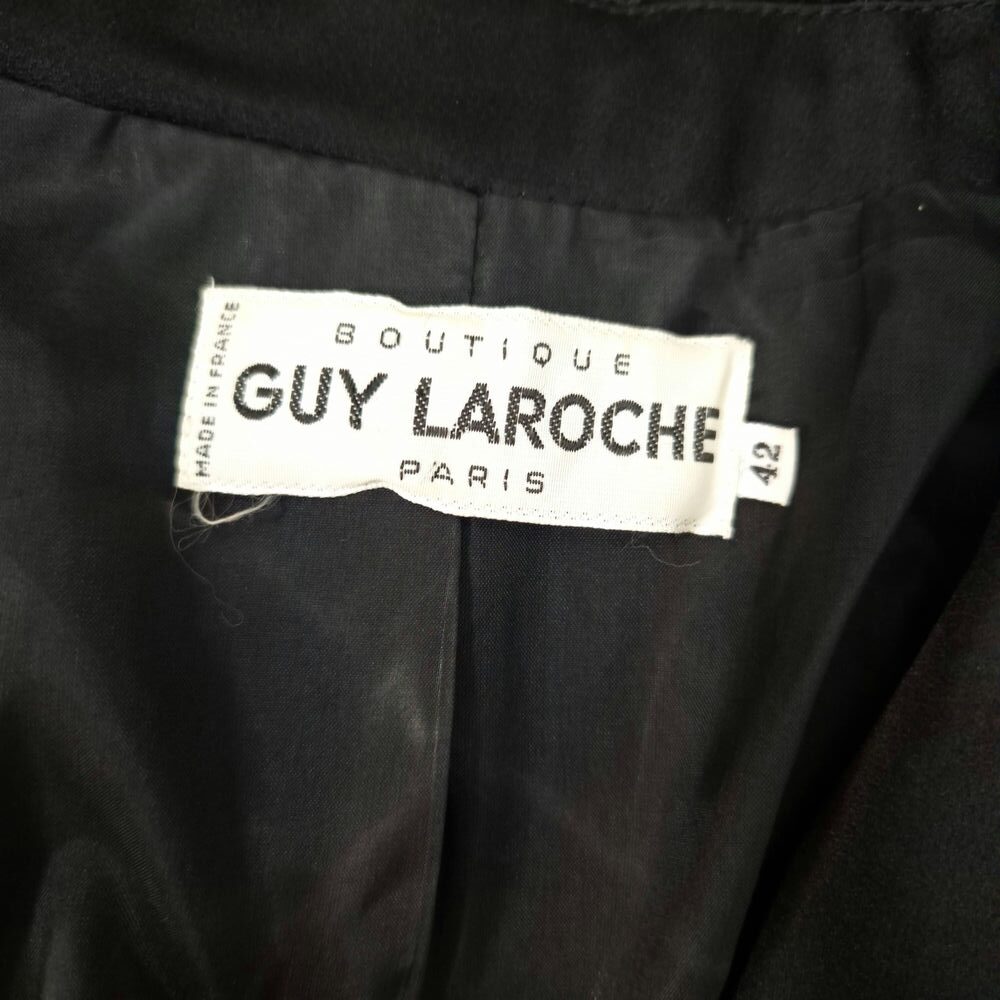 MADE IN FRANCE
BOUTIQUE
GUY LAROCHE
PARIS
42